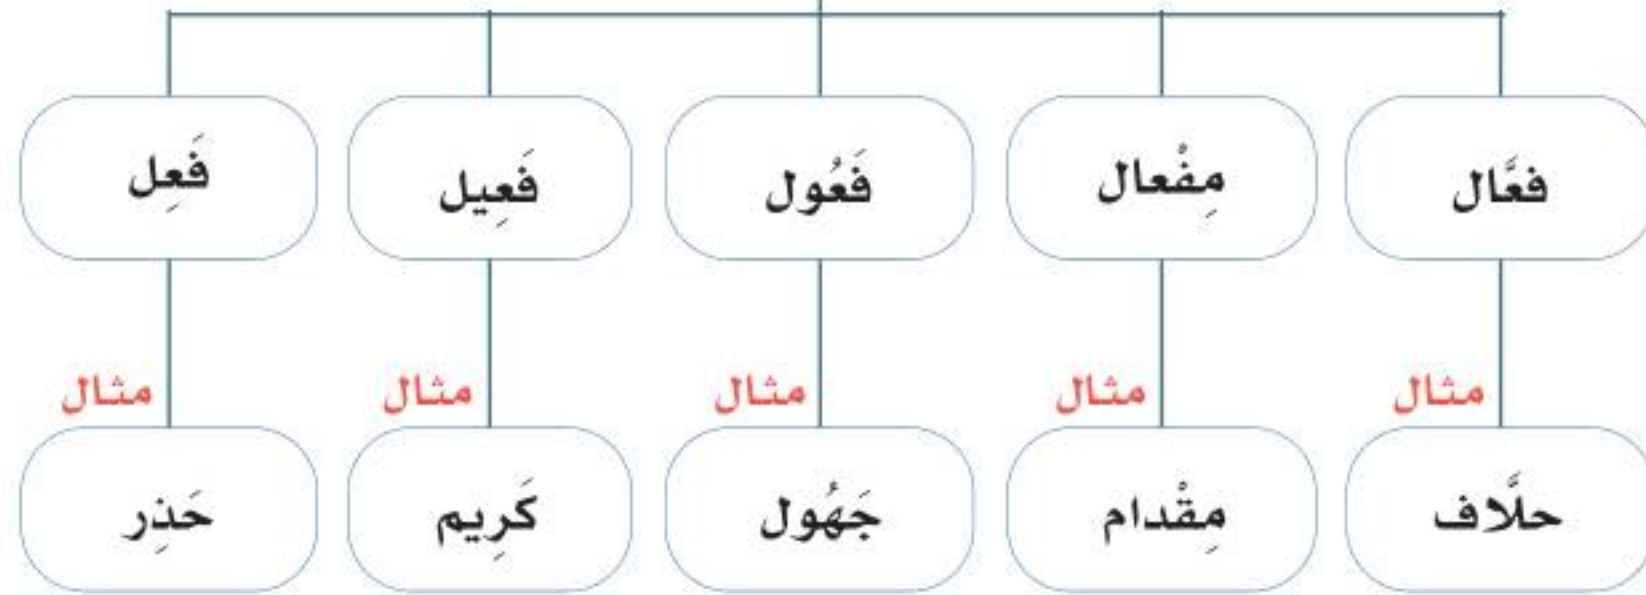 فعَّال مِفْعال فَعُول فَعِيل فَعِل
مثال مثال مثال مثال مثال
حلَّاف مِقْدام جَهُول كَرِيم حَذِر